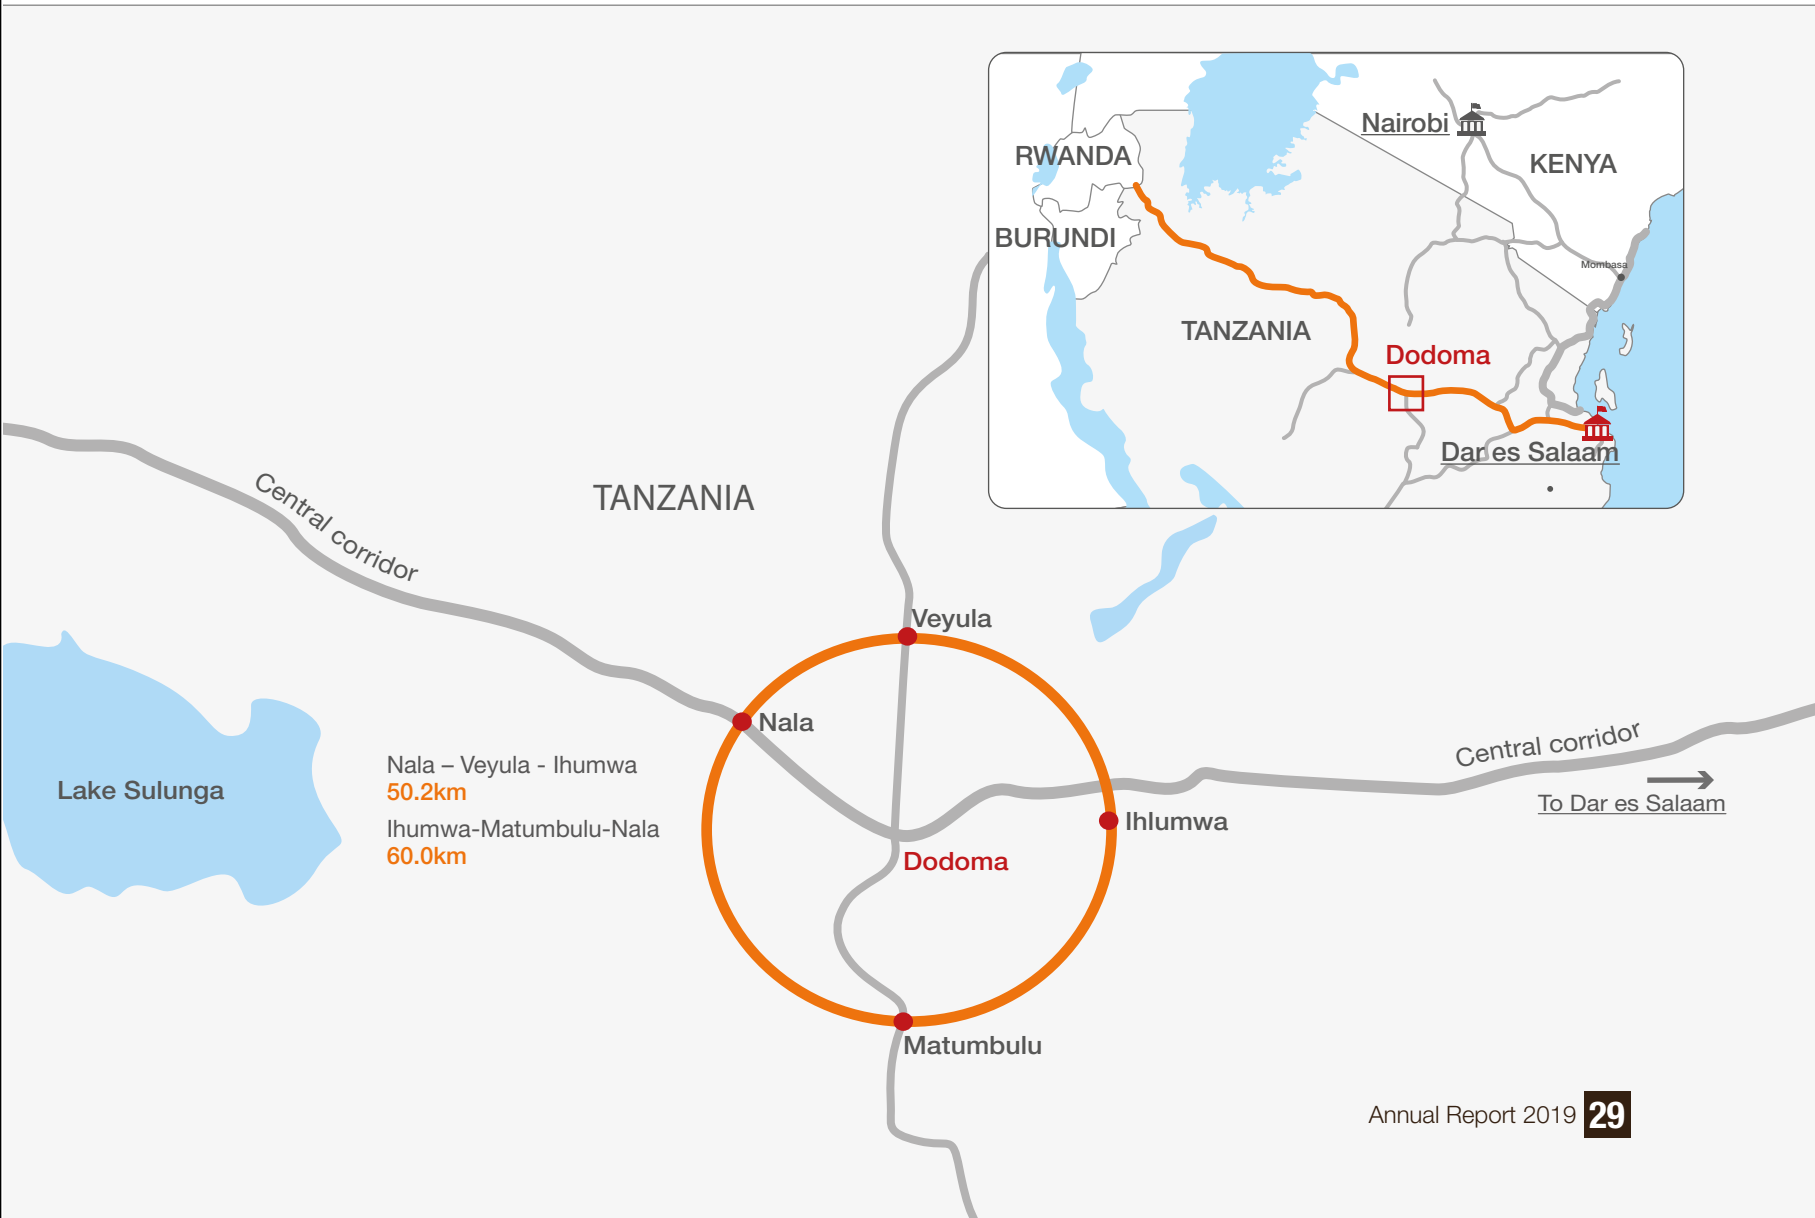 Nairobi
RWANDA
KENYA
BURUNDI
Mombasa
TANZANIA
Dodoma
Dar es Salaam
Central corridor
TANZANIA
Veyula
Nala
Nala – Veyula - Ihumwa
50.2km
Ihumwa-Matumbulu-Nala
60.0km
Lake Sulunga
Central corridor
To Dar es Salaam
Ihlumwa
Dodoma
Matumbulu
Annual Report 2019 29